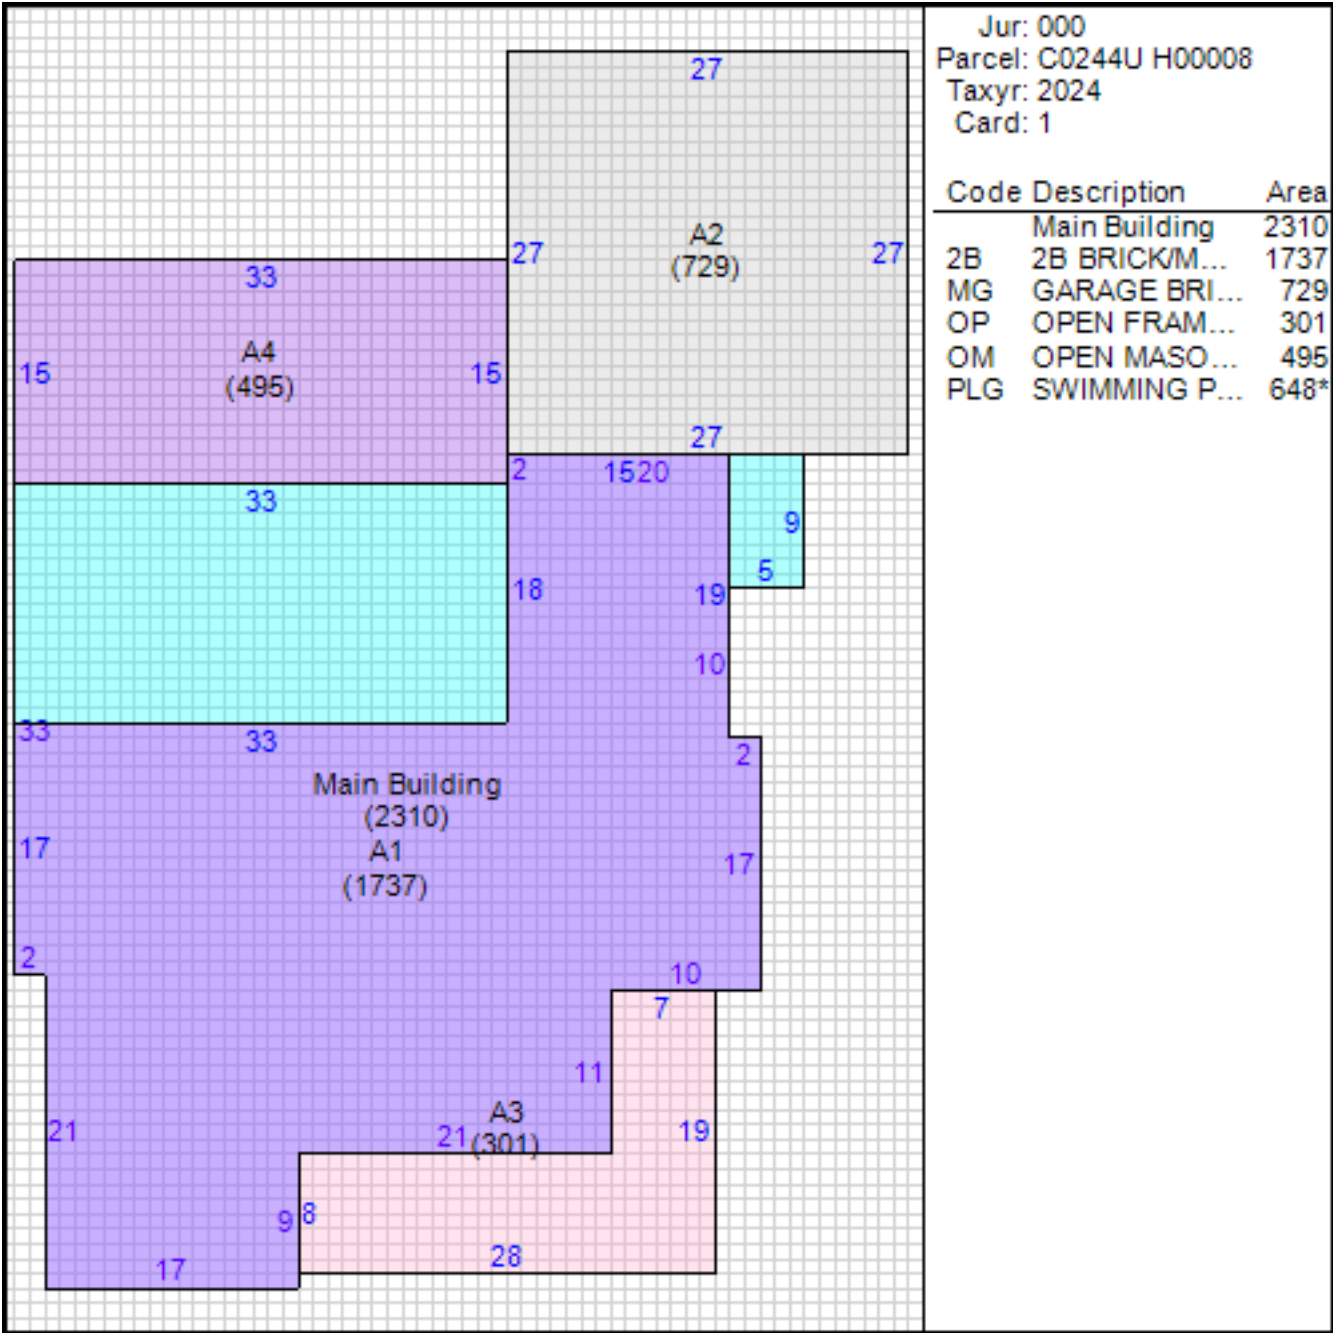 Jur: 000
Parcel: C0244U H00008
Taxyr: 2024
Card: 1
Code Description Area
Main Building 2310
2B 2B BRICK/M... 1737
MG GARAGE BRI... 729
OP OPEN FRAM... 301
OM OPEN MASO... 495
PLG SWIMMING P... 648*
27
A2
(729)
27
27
27
33
A4
(495)
15
15
33
2
1520
9
5
18
19
10
33
33
2
Main Building
(2310)
A1
(1737)
17
17
2
10
7
11
A3
(301)
21
21
19
9
8
28
17